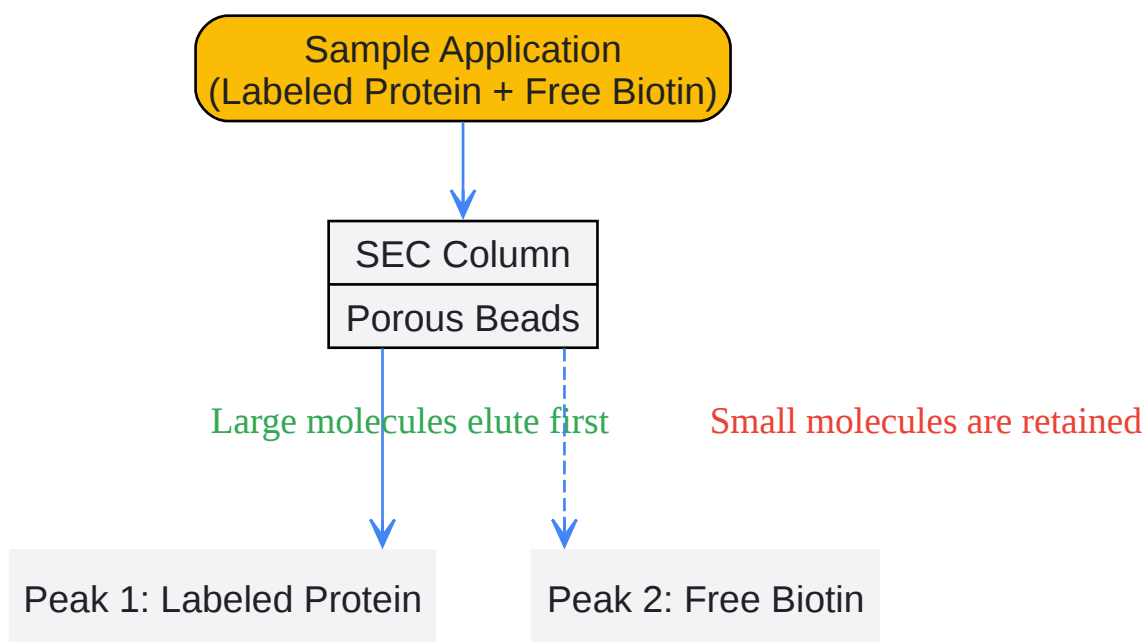 Sample Application
(Labeled Protein + Free Biotin)
SEC Column
Porous Beads
Large molecules elute first
Small molecules are retained
Peak 1: Labeled Protein
Peak 2: Free Biotin